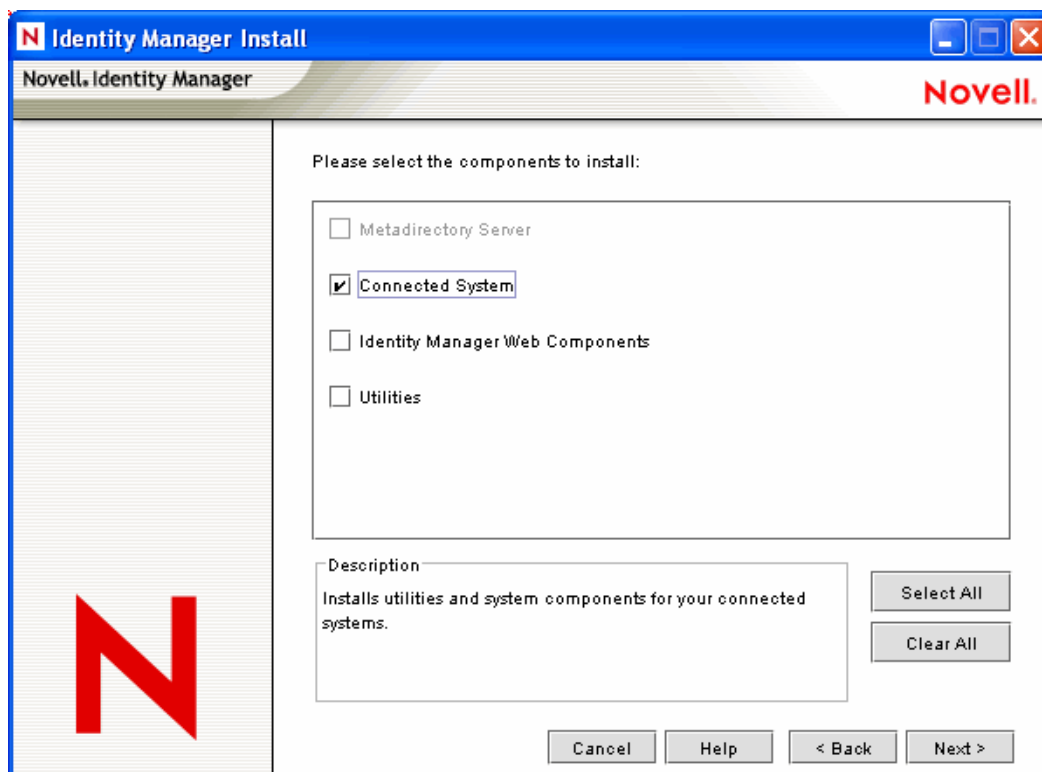 Identity Manager Install
Novell. Identity Manager
Novell.
Please select the components to install:
Metadirectory Server
Connected System
Identity Manager Web Components
Utilities
Description
Installs utilities and system components for your connected
systems.
Select All
Clear All
Cancel
Help
< Back
Next >